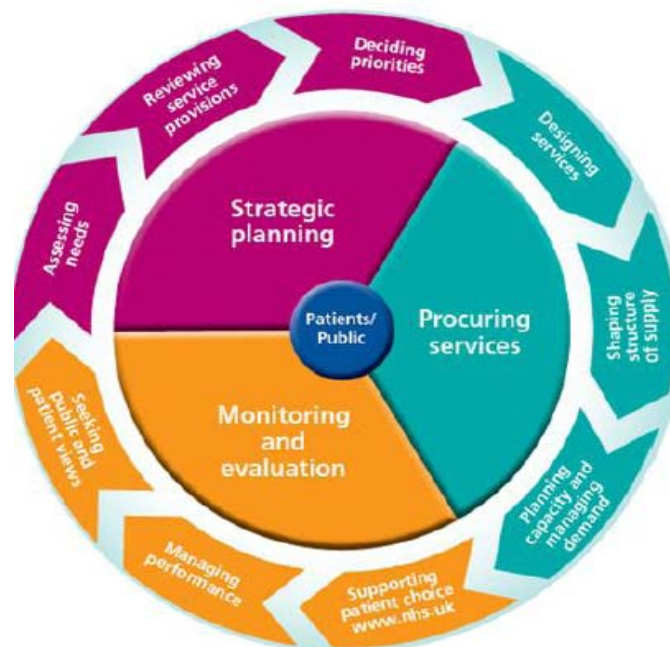 Deciding
priorities
Designing
services
Shaping
structure
of supply
Planning
capacity and
managing
demand
Supporting
patient choice
www.nhs-uk
Managing
performance
Seeking
public and
patient views
Assessing
needs
Reviewing
service
provisions
Strategic
planning
Procuring
services
Monitoring
and
evaluation
Patients/
Public